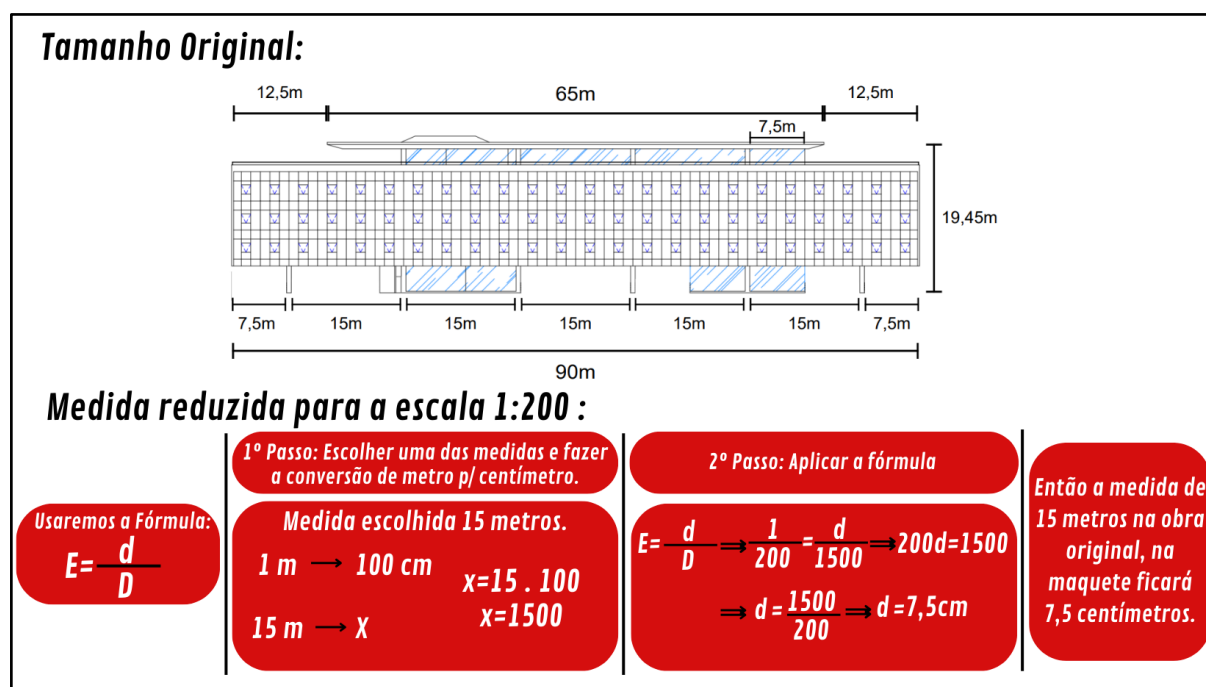 Tamanho Original:
12,5m 65m 12,5m
7,5m
19,45m
7,5m 15m 15m 15m 15m 15m 7,5m
90m
Medida reduzida para a escala 1:200 :
Usaremos a Fórmula:
E= d/D
1º Passo: Escolher uma das medidas e fazer
a conversão de metro p/ centímetro.
Medida escolhida 15 metros.
1 m → 100 cm
15 m → X
x=15 . 100
x=1500
2º Passo: Aplicar a fórmula
E= d/D ⇒ 1/200 = d/1500 ⇒ 200d=1500
⇒ d = 1500/200 ⇒ d =7,5cm
Então a medida de
15 metros na obra
original, na
maquete ficará
7,5 centímetros.